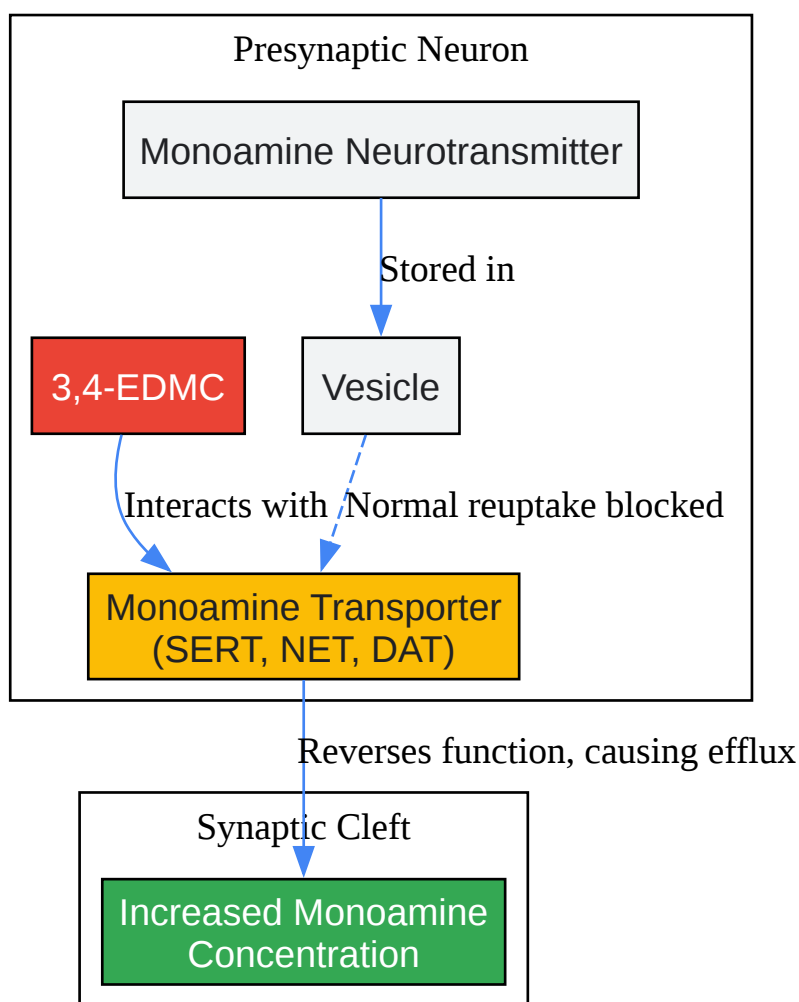 Presynaptic Neuron
Monoamine Neurotransmitter
Stored in
3,4-EDMC
Vesicle
Interacts with
Normal reuptake blocked
Monoamine Transporter
(SERT, NET, DAT)
Reverses function, causing efflux
Synaptic Cleft
Increased Monoamine
Concentration